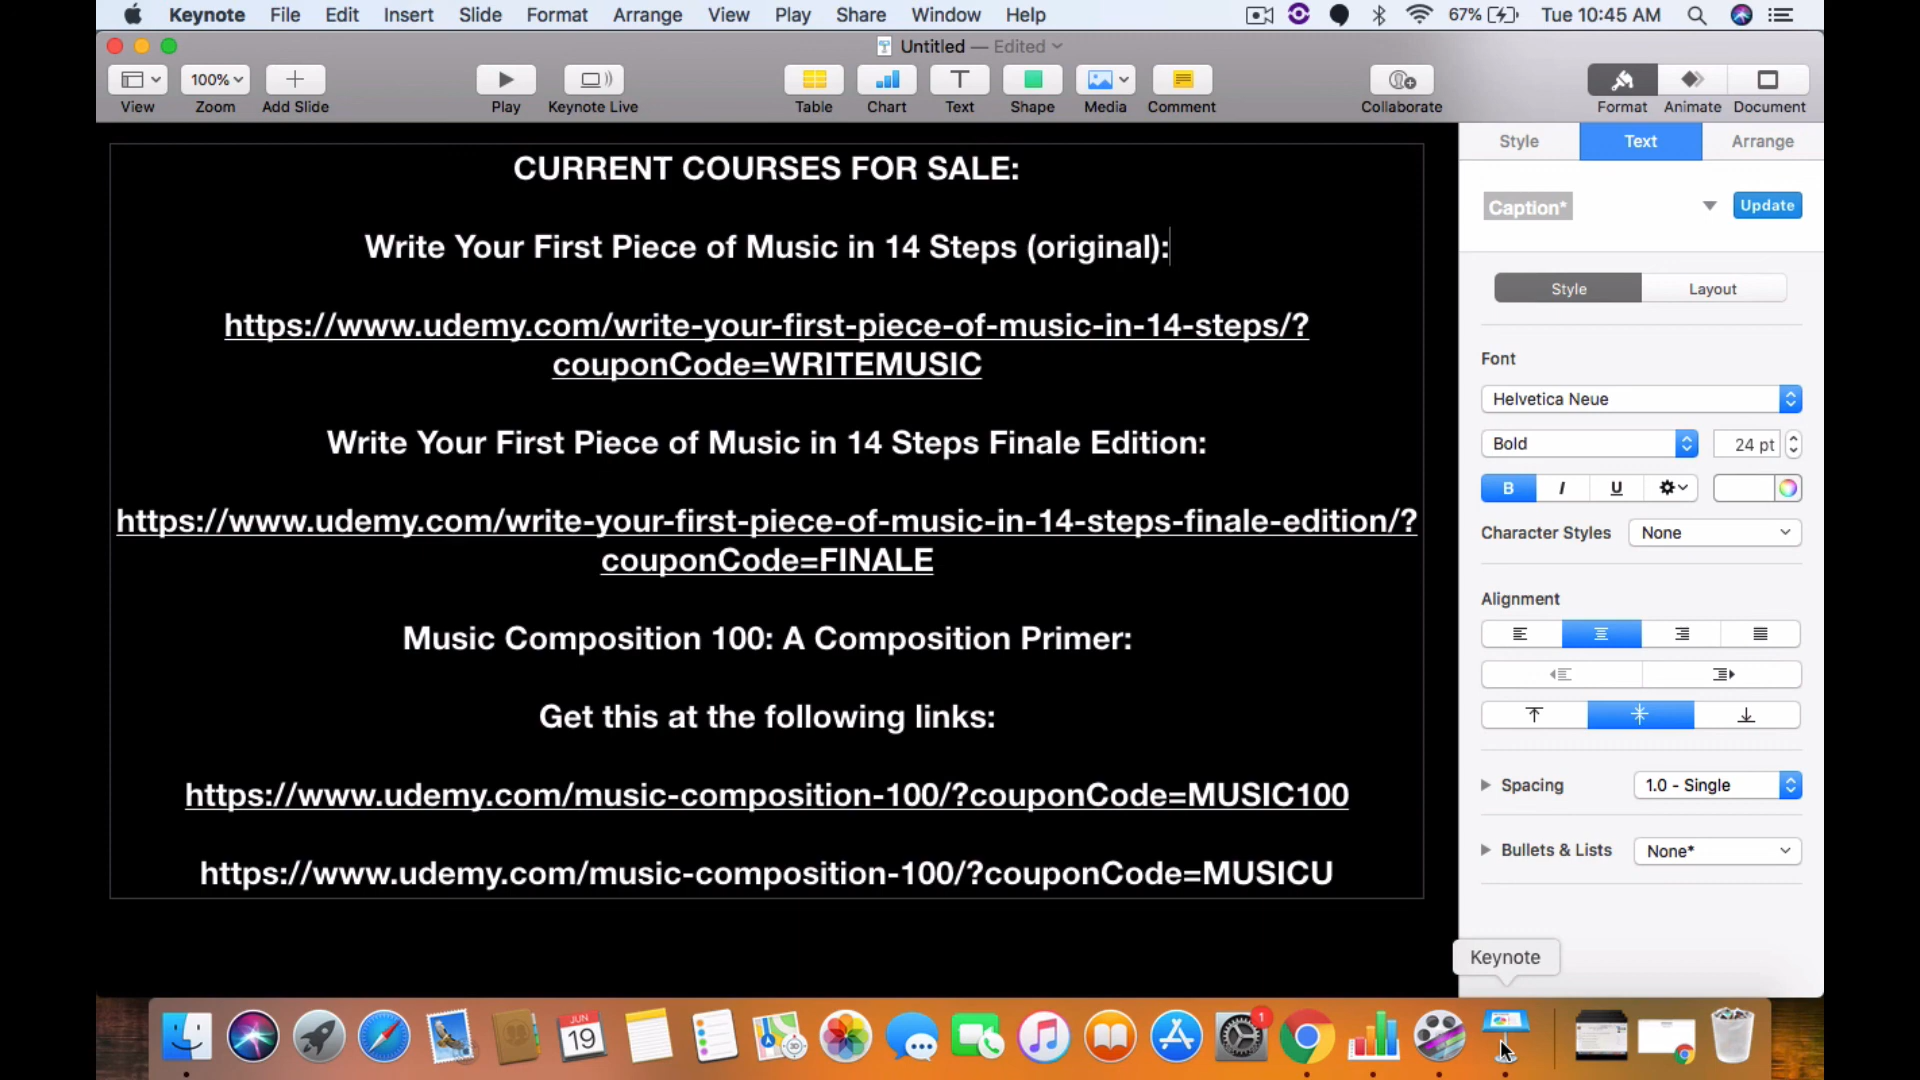 Keynote File Edit Insert Slide Format Arrange View Play Share Window Help 67% Tue 10:45 AM
Untitled — Edited
100%
View Zoom Add Slide Play Keynote Live Table Chart Text Shape Media Comment Collaborate Format Animate Document
Style Text Arrange
Caption* Update
Style Layout
Font
Helvetica Neue
Bold 24 pt
B I U
Character Styles None
Alignment
Spacing 1.0 - Single
Bullets & Lists None*
CURRENT COURSES FOR SALE:
Write Your First Piece of Music in 14 Steps (original):
https://www.udemy.com/write-your-first-piece-of-music-in-14-steps/?
couponCode=WRITEMUSIC
Write Your First Piece of Music in 14 Steps Finale Edition:
https://www.udemy.com/write-your-first-piece-of-music-in-14-steps-finale-edition/?
couponCode=FINALE
Music Composition 100: A Composition Primer:
Get this at the following links:
https://www.udemy.com/music-composition-100/?couponCode=MUSIC100
https://www.udemy.com/music-composition-100/?couponCode=MUSICU
Keynote
JUN
19
1